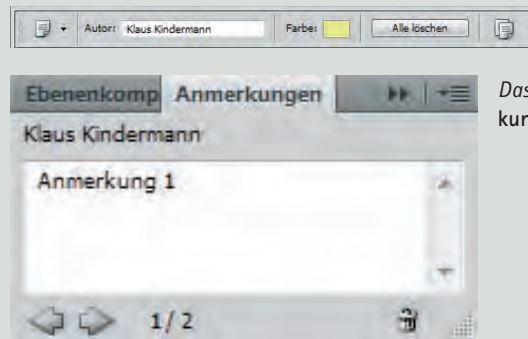 Autor: Klaus Kindermann Farbe: Alle löschen
Ebenenkomp Anmerkungen
Das
kur
Klaus Kindermann
Anmerkung 1
1/2